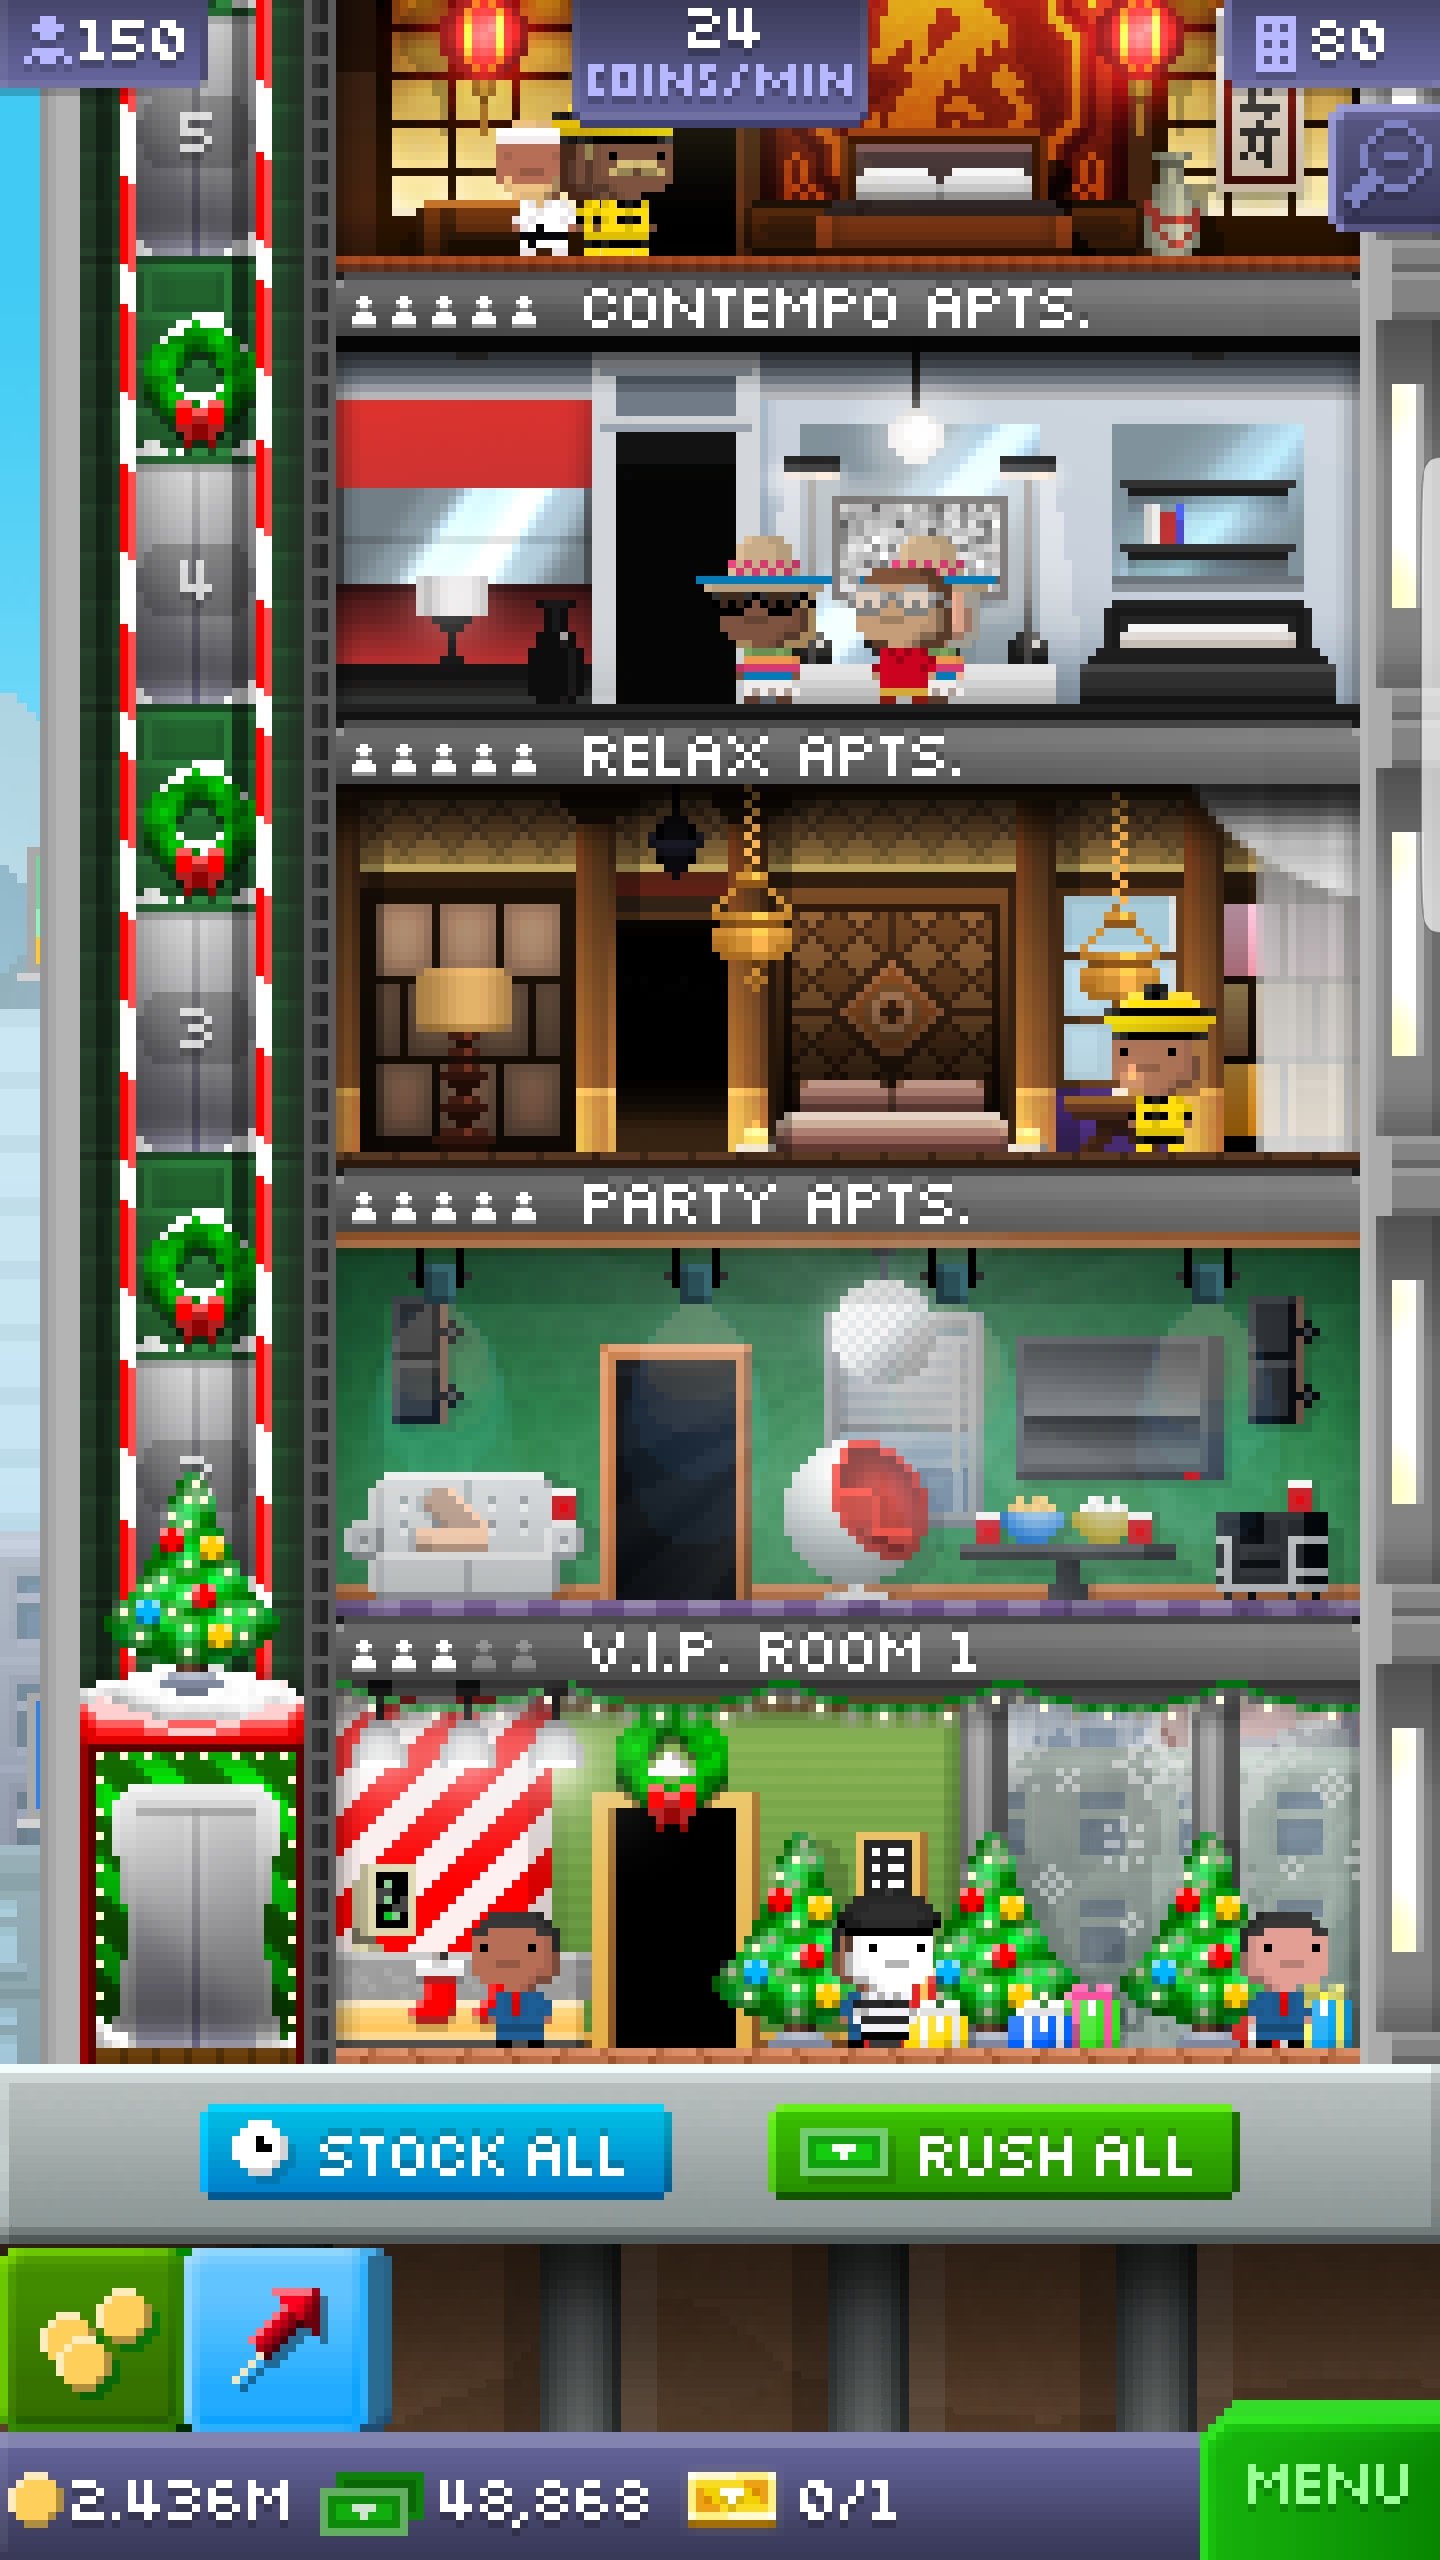 150
24
COINS/MIN
80
5
CONTEMPO APTS.
4
RELAX APTS.
3
PARTY APTS.
V.I.P. ROOM 1
STOCK ALL
RUSH ALL
2.436M
48,868
0/1
MENU